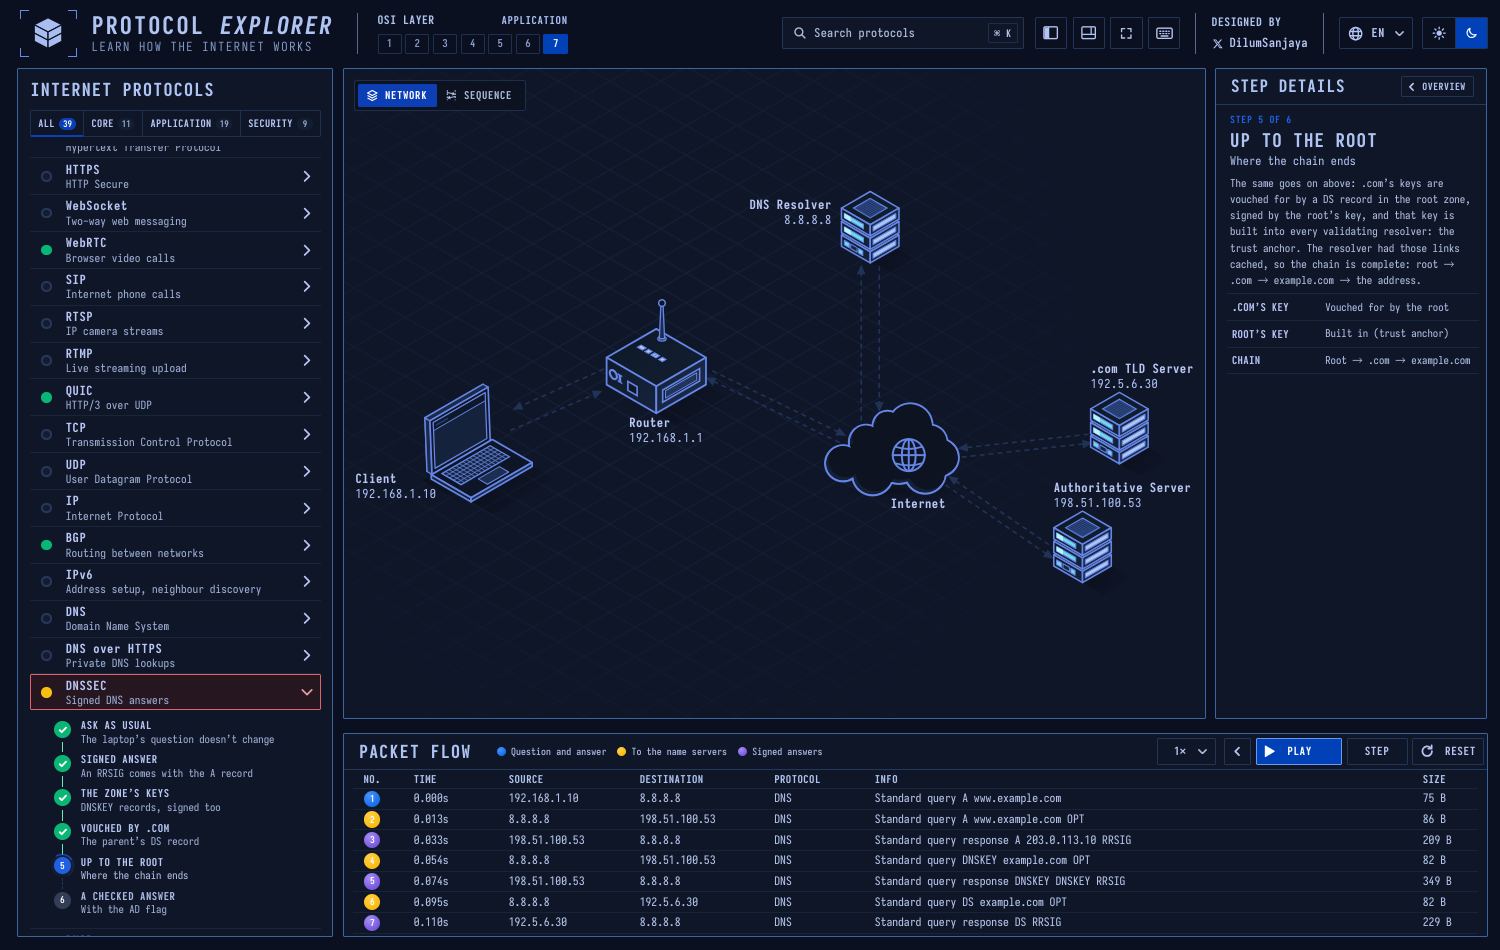 PROTOCOL EXPLORER
LEARN HOW THE INTERNET WORKS
OSI LAYER APPLICATION
1 2 3 4 5 6 7
Search protocols ⌘ K
DESIGNED BY
DilumSanjaya
EN
INTERNET PROTOCOLS
ALL 39 CORE 11 APPLICATION 19 SECURITY 9
Hypertext Transfer Protocol
HTTPS
HTTP Secure
WebSocket
Two-way web messaging
WebRTC
Browser video calls
SIP
Internet phone calls
RTSP
IP camera streams
RTMP
Live streaming upload
QUIC
HTTP/3 over UDP
TCP
Transmission Control Protocol
UDP
User Datagram Protocol
IP
Internet Protocol
BGP
Routing between networks
IPv6
Address setup, neighbour discovery
DNS
Domain Name System
DNS over HTTPS
Private DNS lookups
DNSSEC
Signed DNS answers
ASK AS USUAL
The laptop's question doesn't change
SIGNED ANSWER
An RRSIG comes with the A record
THE ZONE'S KEYS
DNSKEY records, signed too
VOUCHED BY .COM
The parent's DS record
5 UP TO THE ROOT
Where the chain ends
6 A CHECKED ANSWER
With the AD flag
NETWORK SEQUENCE
DNS Resolver
8.8.8.8
Router
192.168.1.1
Client
192.168.1.10
Internet
.com TLD Server
192.5.6.30
Authoritative Server
198.51.100.53
STEP DETAILS OVERVIEW
STEP 5 OF 6
UP TO THE ROOT
Where the chain ends
The same goes on above: .com's keys are
vouched for by a DS record in the root zone,
signed by the root's key, and that key is
built into every validating resolver: the
trust anchor. The resolver had those links
cached, so the chain is complete: root →
.com → example.com → the address.
.COM'S KEY Vouched for by the root
ROOT'S KEY Built in (trust anchor)
CHAIN Root → .com → example.com
PACKET FLOW Question and answer To the name servers Signed answers 1× PLAY STEP RESET
NO. TIME SOURCE DESTINATION PROTOCOL INFO SIZE
1 0.000s 192.168.1.10 8.8.8.8 DNS Standard query A www.example.com 75 B
2 0.013s 8.8.8.8 198.51.100.53 DNS Standard query A www.example.com OPT 86 B
3 0.033s 198.51.100.53 8.8.8.8 DNS Standard query response A 203.0.113.10 RRSIG 209 B
4 0.054s 8.8.8.8 198.51.100.53 DNS Standard query DNSKEY example.com OPT 82 B
5 0.074s 198.51.100.53 8.8.8.8 DNS Standard query response DNSKEY DNSKEY RRSIG 349 B
6 0.095s 8.8.8.8 192.5.6.30 DNS Standard query DS example.com OPT 82 B
7 0.110s 192.5.6.30 8.8.8.8 DNS Standard query response DS RRSIG 229 B